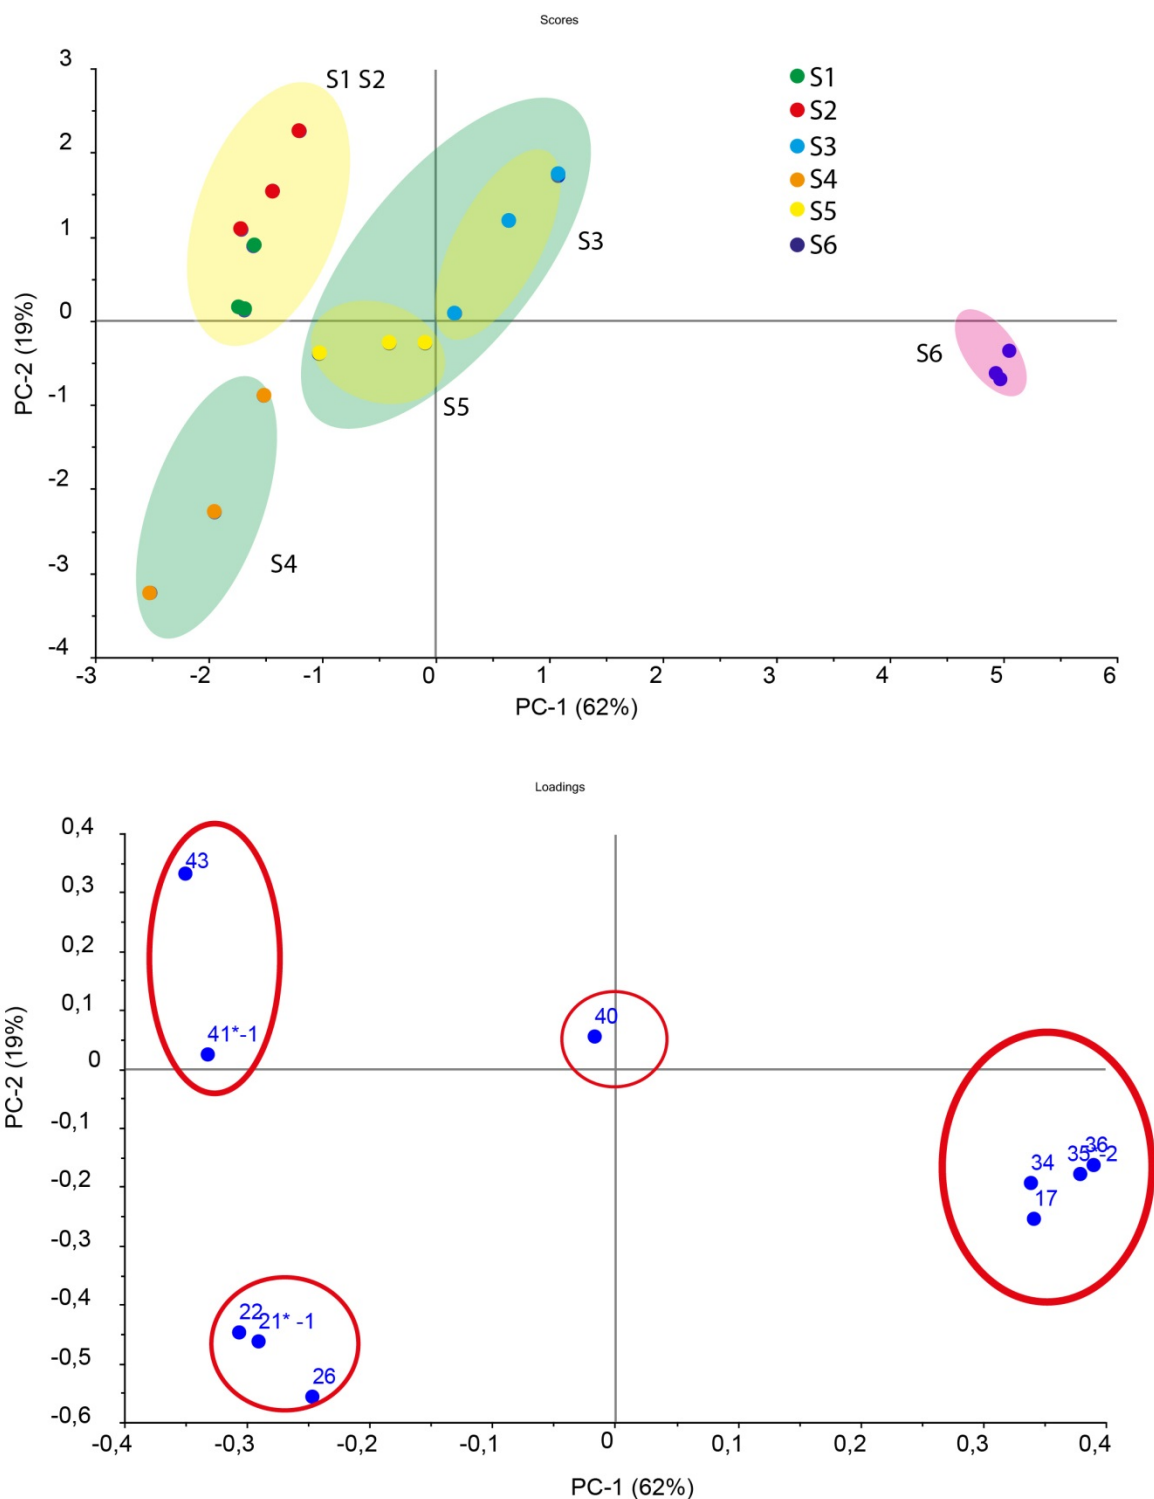 Scores
3
2
1
0
-1
-2
-3
-4
PC-2 (19%)
S1 S2
S3
S5
S4
S6
S1
S2
S3
S4
S5
S6
-3 -2 -1 0 1 2 3 4 5 6
PC-1 (62%)
Loadings
0,4
0,3
0,2
0,1
0
-0,1
-0,2
-0,3
-0,4
-0,5
-0,6
PC-2 (19%)
43
41*-1
40
36
35*-2
34
17
22
21* -1
26
-0,4 -0,3 -0,2 -0,1 0 0,1 0,2 0,3 0,4
PC-1 (62%)